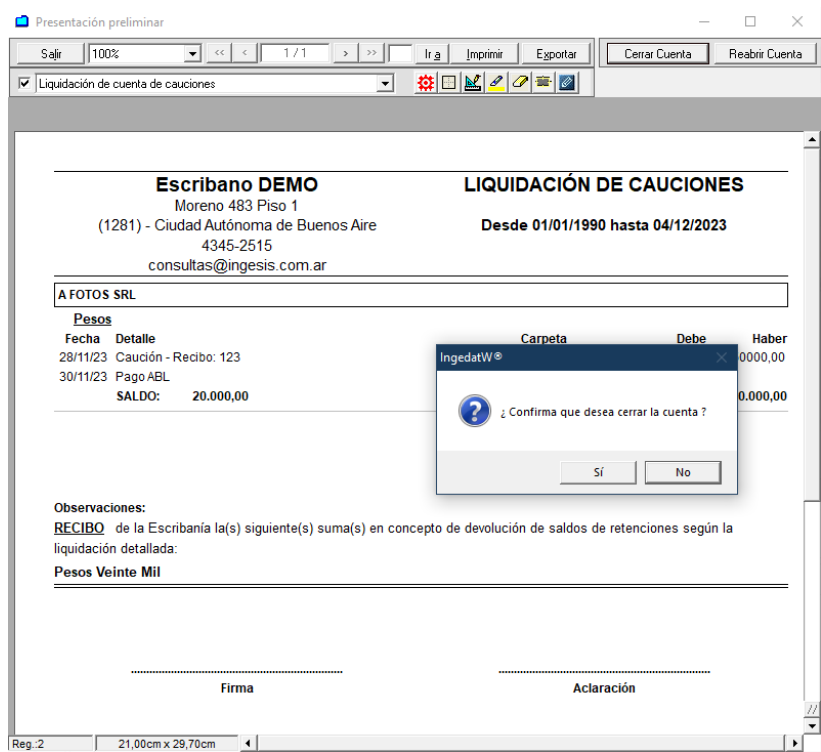 Presentación preliminar
Salir 100% << < 1 / 1 > >> Ir a Imprimir Exportar Cerrar Cuenta Reabrir Cuenta
Liquidación de cuenta de cauciones
Escribano DEMO LIQUIDACIÓN DE CAUCIONES
Moreno 483 Piso 1
(1281) - Ciudad Autónoma de Buenos Aire Desde 01/01/1990 hasta 04/12/2023
4345-2515
consultas@ingesis.com.ar
A FOTOS SRL
Pesos
Fecha Detalle Carpeta Debe Haber
28/11/23 Caución - Recibo: 123 0000,00
30/11/23 Pago ABL
SALDO: 20.000,00 0.000,00
IngedatW®
¿ Confirma que desea cerrar la cuenta ?
Sí No
Observaciones:
RECIBO de la Escribanía la(s) siguiente(s) suma(s) en concepto de devolución de saldos de retenciones según la
liquidación detallada:
Pesos Veinte Mil
Firma Aclaración
Reg.:2 21,00cm x 29,70cm